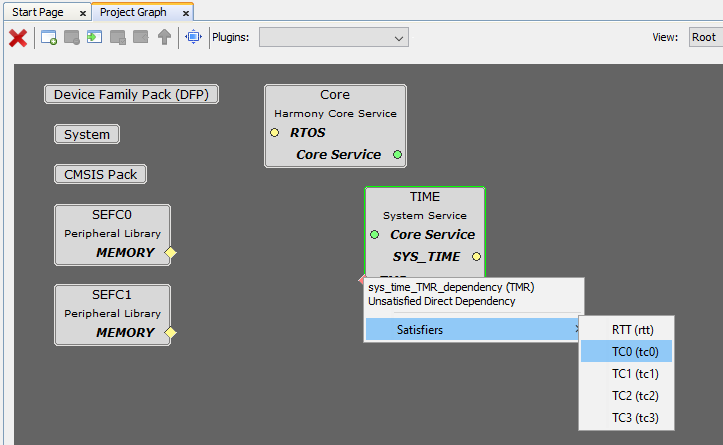 Start Page
Project Graph
Plugins:
View:
Root
Device Family Pack (DFP)
System
CMSIS Pack
SEFC0
Peripheral Library
MEMORY
SEFC1
Peripheral Library
MEMORY
Core
Harmony Core Service
RTOS
Core Service
TIME
System Service
Core Service
SYS_TIME
sys_time_TMR_dependency (TMR)
Unsatisfied Direct Dependency
Satisfiers
RTT (rtt)
TC0 (tc0)
TC1 (tc1)
TC2 (tc2)
TC3 (tc3)